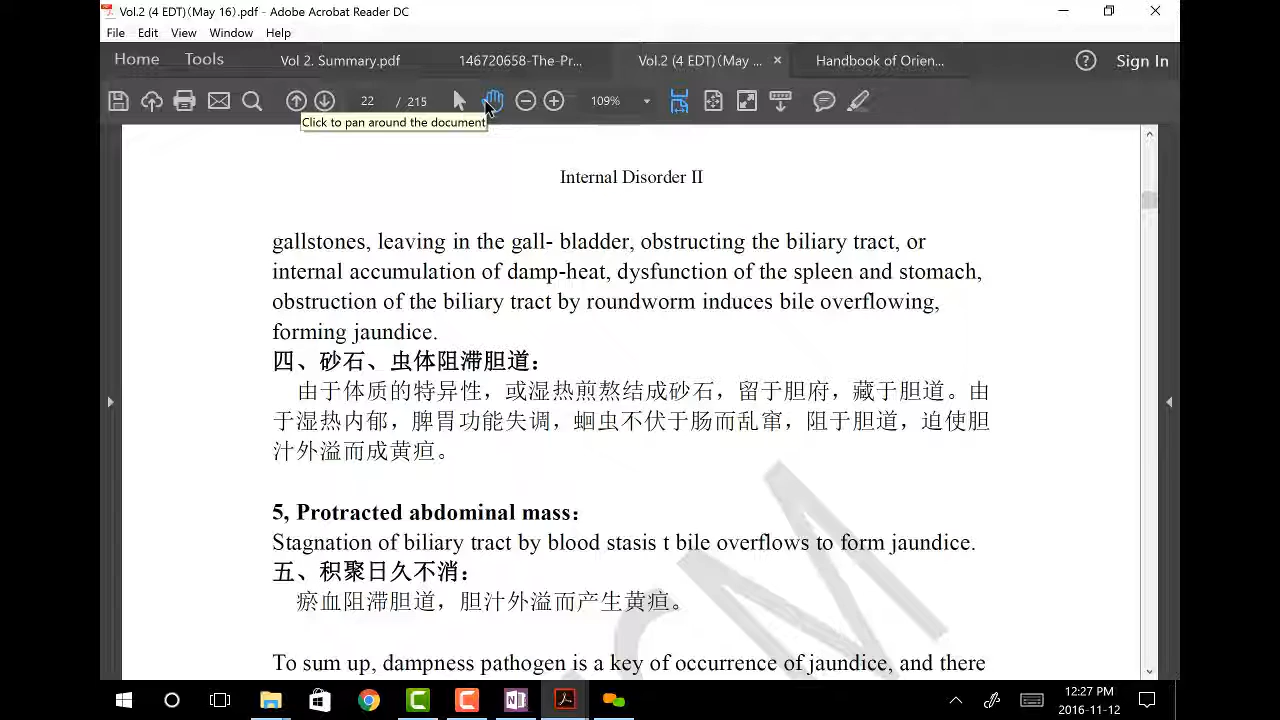 Vol.2 (4 EDT)(May 16).pdf - Adobe Acrobat Reader DC
File Edit View Window Help
Home Tools Vol 2. Summary.pdf 146720658-The-Pr... Vol.2 (4 EDT)(May ... × Handbook of Orien... ? Sign In
22 / 215 109%
Click to pan around the document
Internal Disorder II
gallstones, leaving in the gall- bladder, obstructing the biliary tract, or
internal accumulation of damp-heat, dysfunction of the spleen and stomach,
obstruction of the biliary tract by roundworm induces bile overflowing,
forming jaundice.
四、砂石、虫体阻滞胆道：
由于体质的特异性，或湿热煎熬结成砂石，留于胆府，藏于胆道。由
于湿热内郁，脾胃功能失调，蛔虫不伏于肠而乱窜，阻于胆道，迫使胆
汁外溢而成黄疸。
5, Protracted abdominal mass：
Stagnation of biliary tract by blood stasis t bile overflows to form jaundice.
五、积聚日久不消：
瘀血阻滞胆道，胆汁外溢而产生黄疸。
To sum up, dampness pathogen is a key of occurrence of jaundice, and there
12:27 PM
2016-11-12